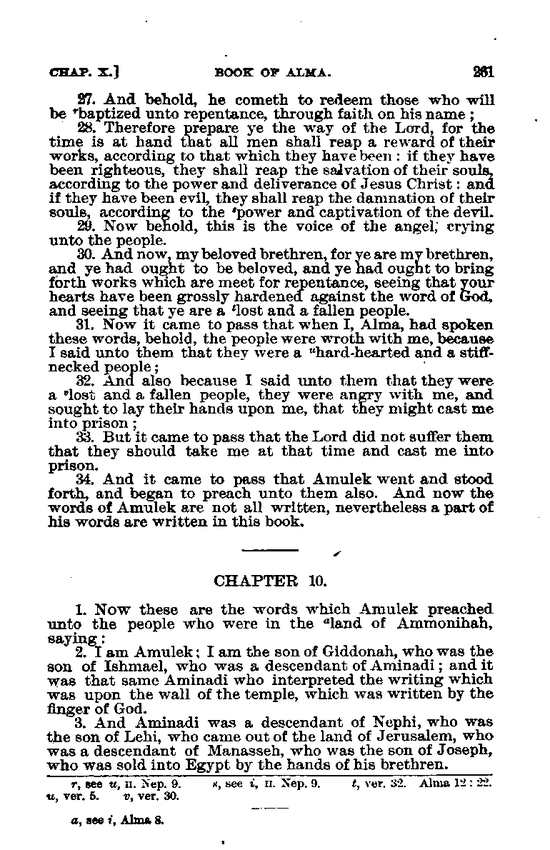 CHAP. X.] BOOK OF ALMA. 261
27. And behold, he cometh to redeem those who will
be ʳbaptized unto repentance, through faith on his name;
28. Therefore prepare ye the way of the Lord, for the
time is at hand that all men shall reap a reward of their
works, according to that which they have been: if they have
been righteous, they shall reap the salvation of their souls,
according to the power and deliverance of Jesus Christ: and
if they have been evil, they shall reap the damnation of their
souls, according to the ˢpower and captivation of the devil.
29. Now behold, this is the voice of the angel, crying
unto the people.
30. And now, my beloved brethren, for ye are my brethren,
and ye had ought to be beloved, and ye had ought to bring
forth works which are meet for repentance, seeing that your
hearts have been grossly hardened against the word of God,
and seeing that ye are a ᵗlost and a fallen people.
31. Now it came to pass that when I, Alma, had spoken
these words, behold, the people were wroth with me, because
I said unto them that they were a ᵘhard-hearted and a stiff-
necked people;
32. And also because I said unto them that they were
a ᵛlost and a fallen people, they were angry with me, and
sought to lay their hands upon me, that they might cast me
into prison;
33. But it came to pass that the Lord did not suffer them
that they should take me at that time and cast me into
prison.
34. And it came to pass that Amulek went and stood
forth, and began to preach unto them also. And now the
words of Amulek are not all written, nevertheless a part of
his words are written in this book.
CHAPTER 10.
1. Now these are the words which Amulek preached
unto the people who were in the ᵃland of Ammonihah,
saying:
2. I am Amulek; I am the son of Giddonah, who was the
son of Ishmael, who was a descendant of Aminadi; and it
was that same Aminadi who interpreted the writing which
was upon the wall of the temple, which was written by the
finger of God.
3. And Aminadi was a descendant of Nephi, who was
the son of Lehi, who came out of the land of Jerusalem, who
was a descendant of Manasseh, who was the son of Joseph,
who was sold into Egypt by the hands of his brethren.
r, see u, II. Nep. 9. s, see i, II. Nep. 9. t, ver. 32. Alma 12: 22.
u, ver. 5. v, ver. 30.
a, see i, Alma 8.